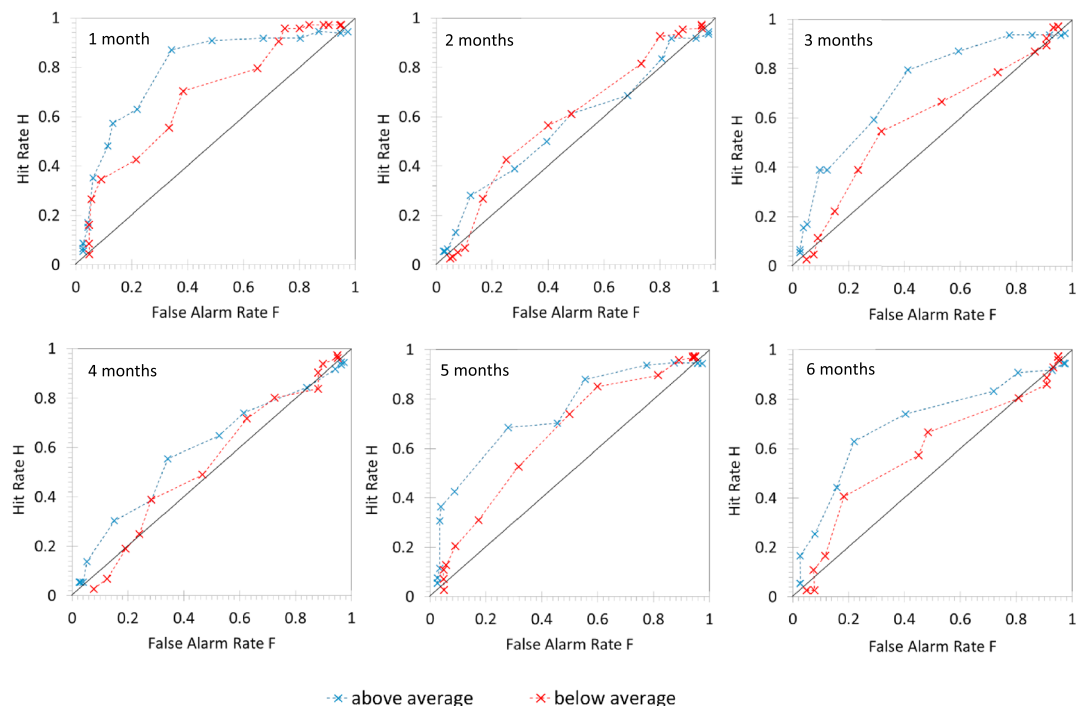 1 month
1
0.8
0.6
0.4
0.2
0
0 0.2 0.4 0.6 0.8 1
Hit Rate H
False Alarm Rate F
2 months
1
0.8
0.6
0.4
0.2
0
0 0.2 0.4 0.6 0.8 1
Hit Rate H
False Alarm Rate F
3 months
1
0.8
0.6
0.4
0.2
0
0 0.2 0.4 0.6 0.8 1
Hit Rate H
False Alarm Rate F
4 months
1
0.8
0.6
0.4
0.2
0
0 0.2 0.4 0.6 0.8 1
Hit Rate H
False Alarm Rate F
5 months
1
0.8
0.6
0.4
0.2
0
0 0.2 0.4 0.6 0.8 1
Hit Rate H
False Alarm Rate F
6 months
1
0.8
0.6
0.4
0.2
0
0 0.2 0.4 0.6 0.8 1
Hit Rate H
False Alarm Rate F
above average below average